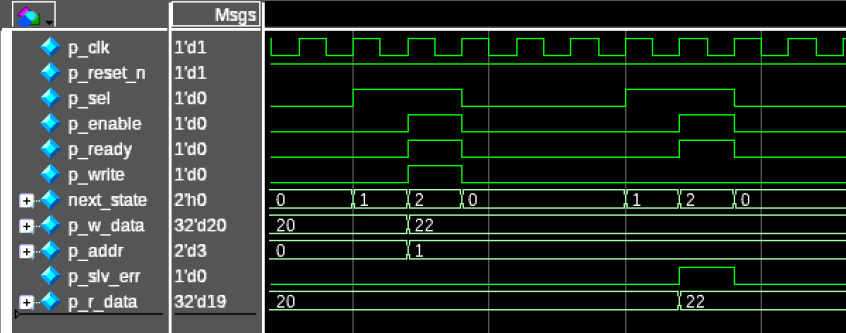 Msgs
p_clk 1'd1
p_reset_n 1'd1
p_sel 1'd0
p_enable 1'd0
p_ready 1'd0
p_write 1'd0
next_state 2'h0 0 1 2 0 1 2 0
p_w_data 32'd20 20 22
p_addr 2'd3 0 1
p_slv_err 1'd0
p_r_data 32'd19 20 22